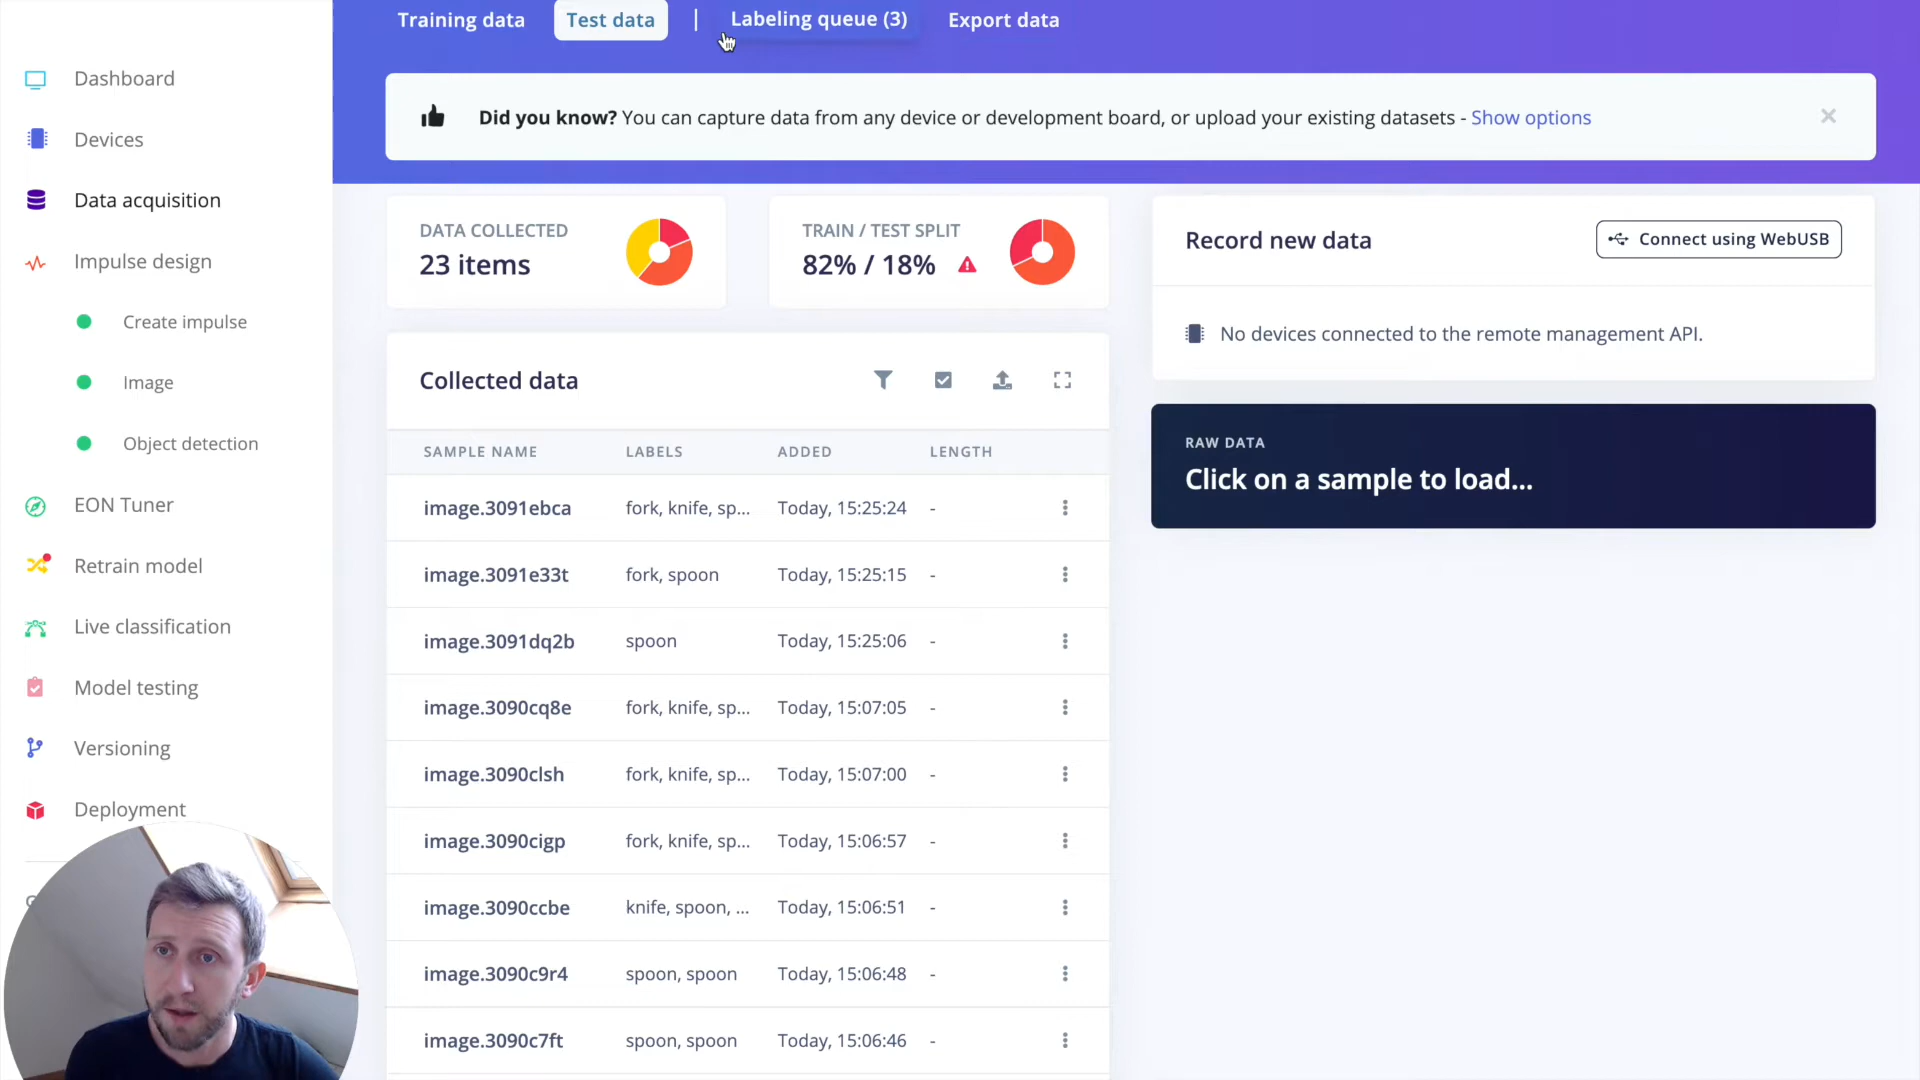 Training data
Test data
|
Labeling queue (3)
Export data
Did you know? You can capture data from any device or development board, or upload your existing datasets - Show options
Dashboard
Devices
Data acquisition
Impulse design
Create impulse
Image
Object detection
EON Tuner
Retrain model
Live classification
Model testing
Versioning
Deployment
DATA COLLECTED
23 items
TRAIN / TEST SPLIT
82% / 18%
Record new data
Connect using WebUSB
No devices connected to the remote management API.
RAW DATA
Click on a sample to load...
Collected data
SAMPLE NAME LABELS ADDED LENGTH
image.3091ebca fork, knife, sp... Today, 15:25:24 -
image.3091e33t fork, spoon Today, 15:25:15 -
image.3091dq2b spoon Today, 15:25:06 -
image.3090cq8e fork, knife, sp... Today, 15:07:05 -
image.3090clsh fork, knife, sp... Today, 15:07:00 -
image.3090cigp fork, knife, sp... Today, 15:06:57 -
image.3090ccbe knife, spoon, ... Today, 15:06:51 -
image.3090c9r4 spoon, spoon Today, 15:06:48 -
image.3090c7ft spoon, spoon Today, 15:06:46 -